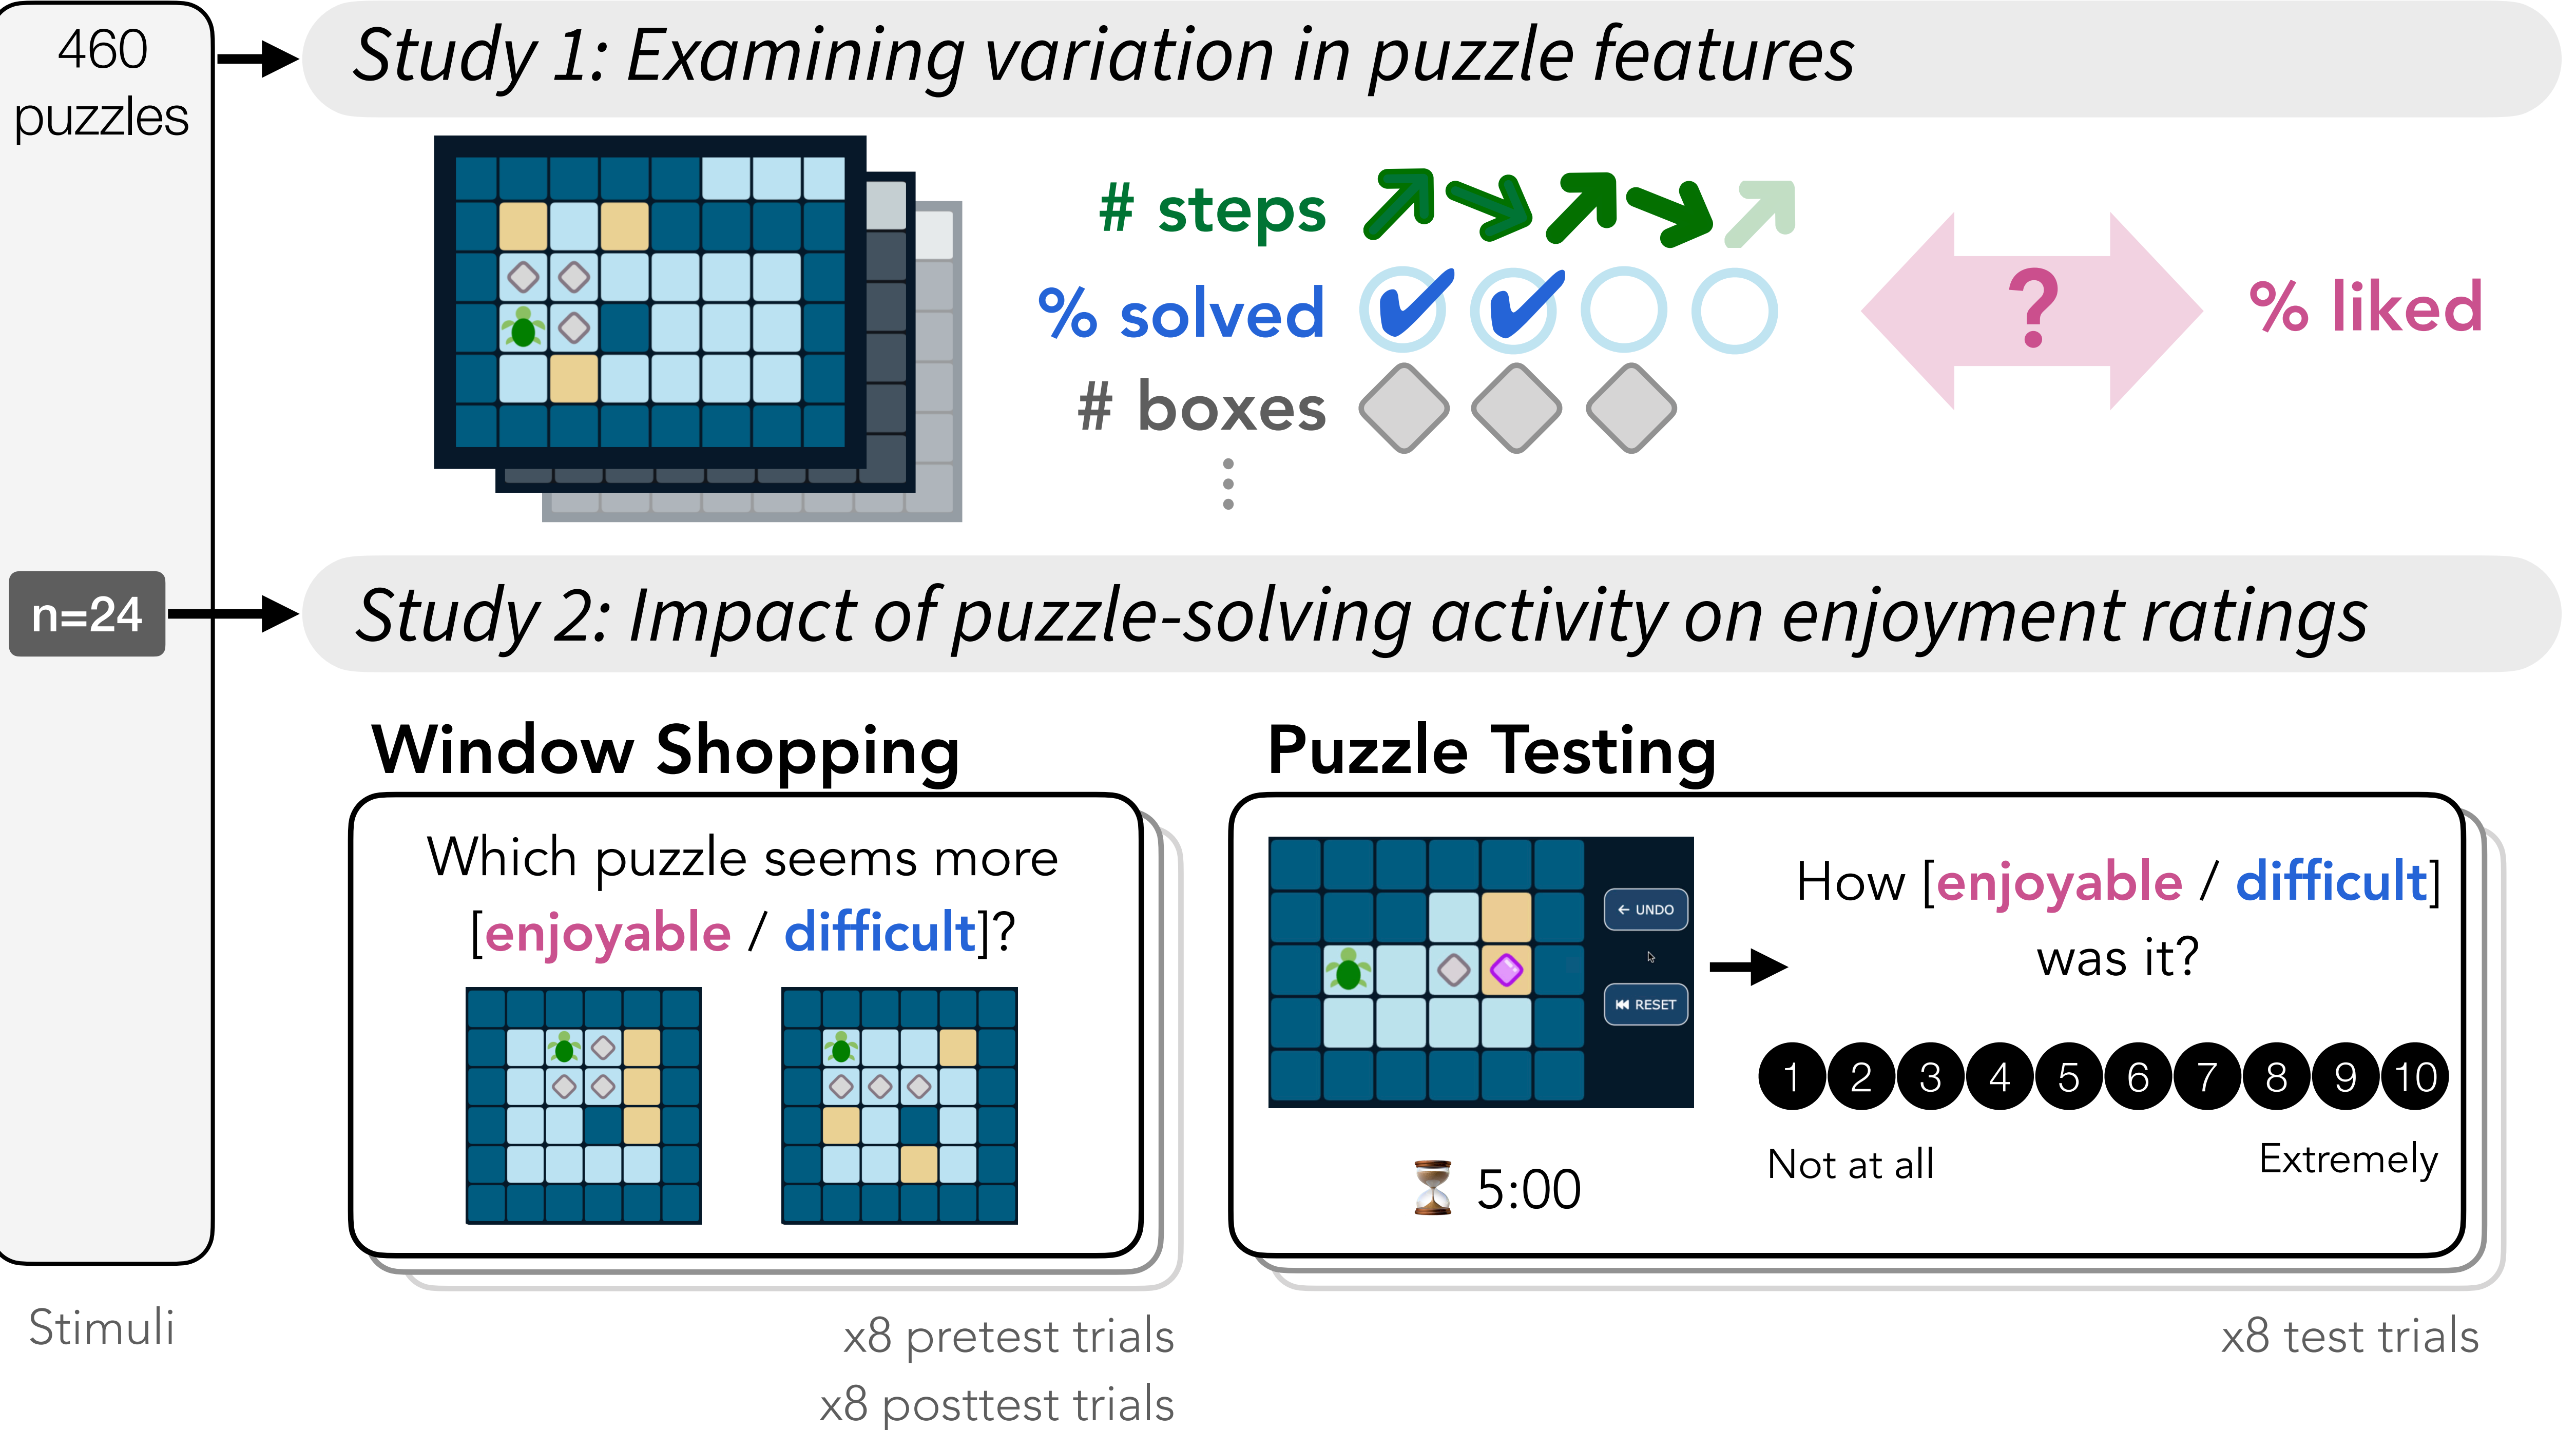 460
puzzles
Study 1: Examining variation in puzzle features
# steps
% solved
# boxes
?
% liked
n=24
Study 2: Impact of puzzle-solving activity on enjoyment ratings
Window Shopping
Which puzzle seems more
[enjoyable / difficult]?
x8 pretest trials
x8 posttest trials
Puzzle Testing
← UNDO
⏮ RESET
5:00
How [enjoyable / difficult]
was it?
1 2 3 4 5 6 7 8 9 10
Not at all
Extremely
x8 test trials
Stimuli